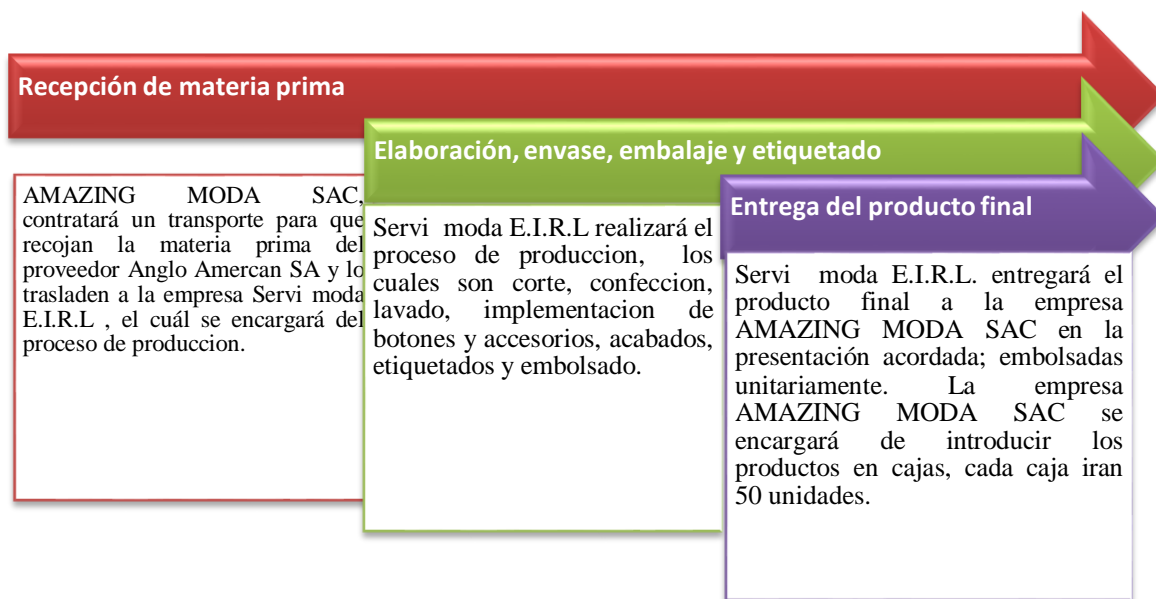 Recepción de materia prima
AMAZING MODA SAC,
contratará un transporte para que
recojan la materia prima del
proveedor Anglo Amercan SA y lo
trasladen a la empresa Servi moda
E.I.R.L , el cuál se encargará del
proceso de produccion.
Elaboración, envase, embalaje y etiquetado
Servi moda E.I.R.L realizará el
proceso de produccion, los
cuales son corte, confeccion,
lavado, implementacion de
botones y accesorios, acabados,
etiquetados y embolsado.
Entrega del producto final
Servi moda E.I.R.L. entregará el
producto final a la empresa
AMAZING MODA SAC en la
presentación acordada; embolsadas
unitariamente. La empresa
AMAZING MODA SAC se
encargará de introducir los
productos en cajas, cada caja iran
50 unidades.